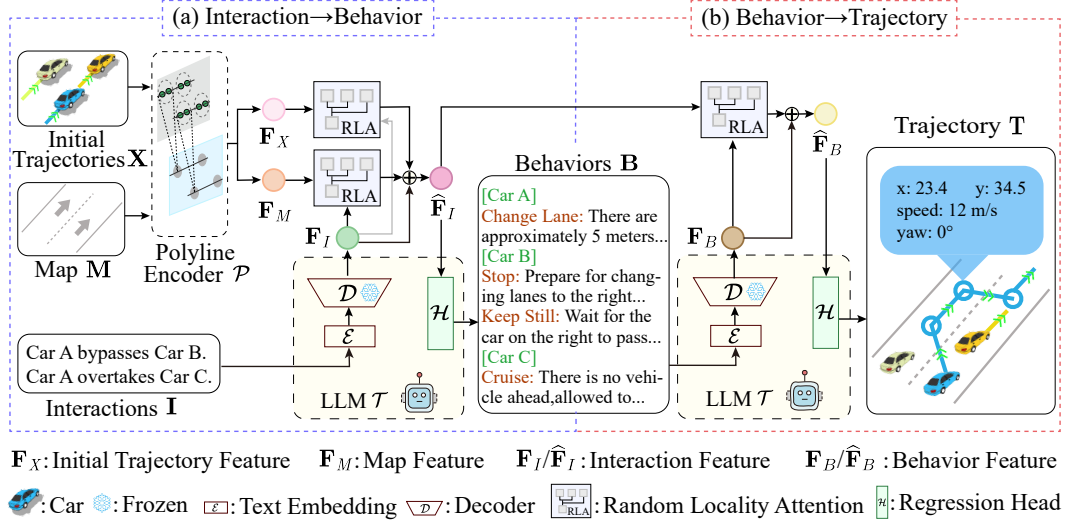 (a) Interaction→Behavior
(b) Behavior→Trajectory
Initial
Trajectories X
Map M
Polyline
Encoder P
F_X
F_M
RLA
RLA
F_I
F̂_I
D
E
H
LLM T
Car A bypasses Car B.
Car A overtakes Car C.
Interactions I
Behaviors B
[Car A]
Change Lane: There are
approximately 5 meters...
[Car B]
Stop: Prepare for chang-
ing lanes to the right...
Keep Still: Wait for the
car on the right to pass...
[Car C]
Cruise: There is no vehi-
cle ahead,allowed to...
RLA
F_B
F̂_B
D
E
H
LLM T
Trajectory T
x: 23.4 y: 34.5
speed: 12 m/s
yaw: 0°
F_X: Initial Trajectory Feature F_M: Map Feature F_I/F̂_I: Interaction Feature F_B/F̂_B: Behavior Feature
: Car : Frozen E : Text Embedding D : Decoder RLA : Random Locality Attention H : Regression Head